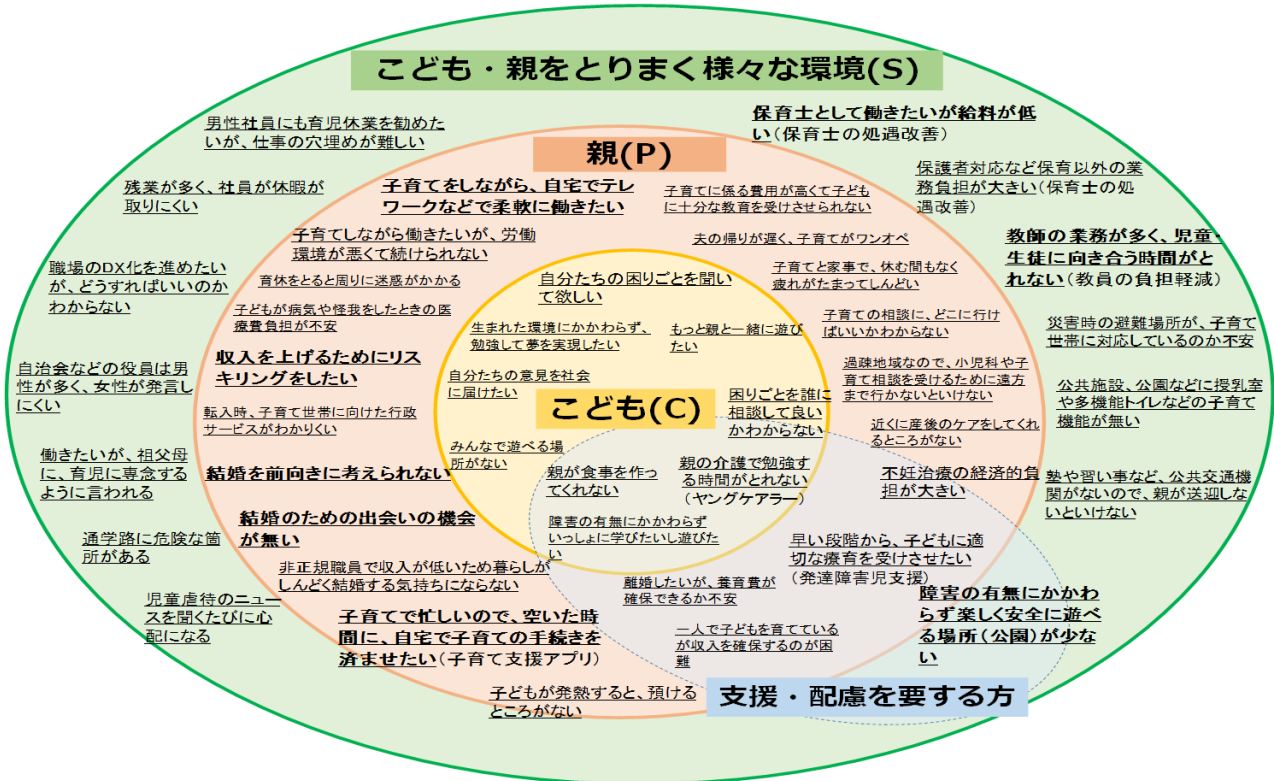 こども・親をとりまく様々な環境(S)
男性社員にも育児休業を勧めた
いが、仕事の穴埋めが難しい
残業が多く、社員が休暇が
取りにくい
職場のDX化を進めたい
が、どうすればいいのか
わからない
自治会などの役員は男
性が多く、女性が発言し
にくい
働きたいが、祖父母
に、育児に専念する
ように言われる
通学路に危険な箇
所がある
児童虐待のニュー
スを聞くたびに心
配になる
保育士として働きたいが給料が低
い(保育士の処遇改善)
保護者対応など保育以外の業
務負担が大きい(保育士の処
遇改善)
教師の業務が多く、児童・
生徒に向き合う時間がと
れない(教員の負担軽減)
災害時の避難場所が、子育て
世帯に対応しているのか不安
公共施設、公園などに授乳室
や多機能トイレなどの子育て
機能が無い
塾や習い事など、公共交通機
関がないので、親が送迎しな
いといけない
親(P)
子育てをしながら、自宅でテレ
ワークなどで柔軟に働きたい
子育てしながら働きたいが、労働
環境が悪くて続けられない
育休をとると周りに迷惑がかかる
子どもが病気や怪我をしたときの医
療費負担が不安
収入を上げるためにリス
キリングをしたい
転入時、子育て世帯に向けた行政
サービスがわかりくい
結婚を前向きに考えられない
結婚のための出会いの機会
が無い
非正規職員で収入が低いため暮らしが
しんどく結婚する気持ちにならない
子育てで忙しいので、空いた時
間に、自宅で子育ての手続きを
済ませたい(子育て支援アプリ)
子どもが発熱すると、預ける
ところがない
子育てに係る費用が高くて子ども
に十分な教育を受けさせられない
夫の帰りが遅く、子育てがワンオペ
子育てと家事で、休む間もなく
疲れがたまってしんどい
子育ての相談に、どこに行け
ばいいかわからない
過疎地域なので、小児科や子
育て相談を受けるために遠方
まで行かないといけない
近くに産後のケアをしてくれ
るところがない
不妊治療の経済的負
担が大きい
こども(C)
自分たちの困りごとを聞い
て欲しい
生まれた環境にかかわらず、
勉強して夢を実現したい
もっと親と一緒に遊び
たい
自分たちの意見を社会
に届けたい
困りごとを誰に
相談して良い
かわからない
みんなで遊べる場
所がない
親が食事を作っ
てくれない
親の介護で勉強す
る時間がとれない
(ヤングケアラー)
障害の有無にかかわらず
いっしょに学びたいし遊びた
い
早い段階から、子どもに適
切な療育を受けさせたい
(発達障害児支援)
離婚したいが、養育費が
確保できるか不安
一人で子どもを育てている
が収入を確保するのが困
難
障害の有無にかかわ
らず楽しく安全に遊べ
る場所(公園)が少な
い
支援・配慮を要する方